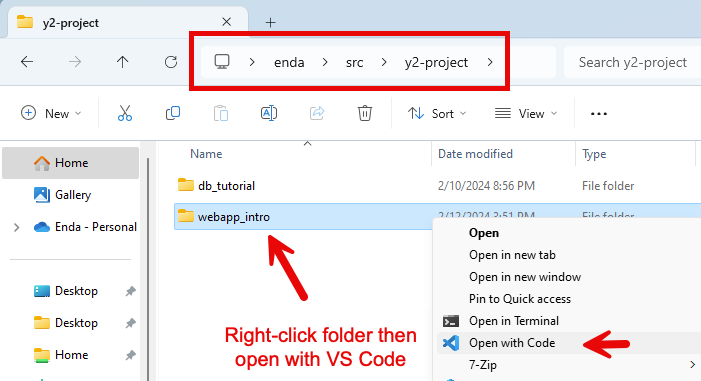 y2-project
enda src y2-project
Search y2-project
New
Sort
View
Home
Gallery
Enda - Personal
Desktop
Desktop
Home
Name Date modified Type
db_tutorial 2/10/2024 8:56 PM File folder
webapp_intro 2/12/2024 3:51 PM File folder
Open
Open in new tab
Open in new window
Pin to Quick access
Open in Terminal
Open with Code
7-Zip
Right-click folder then
open with VS Code